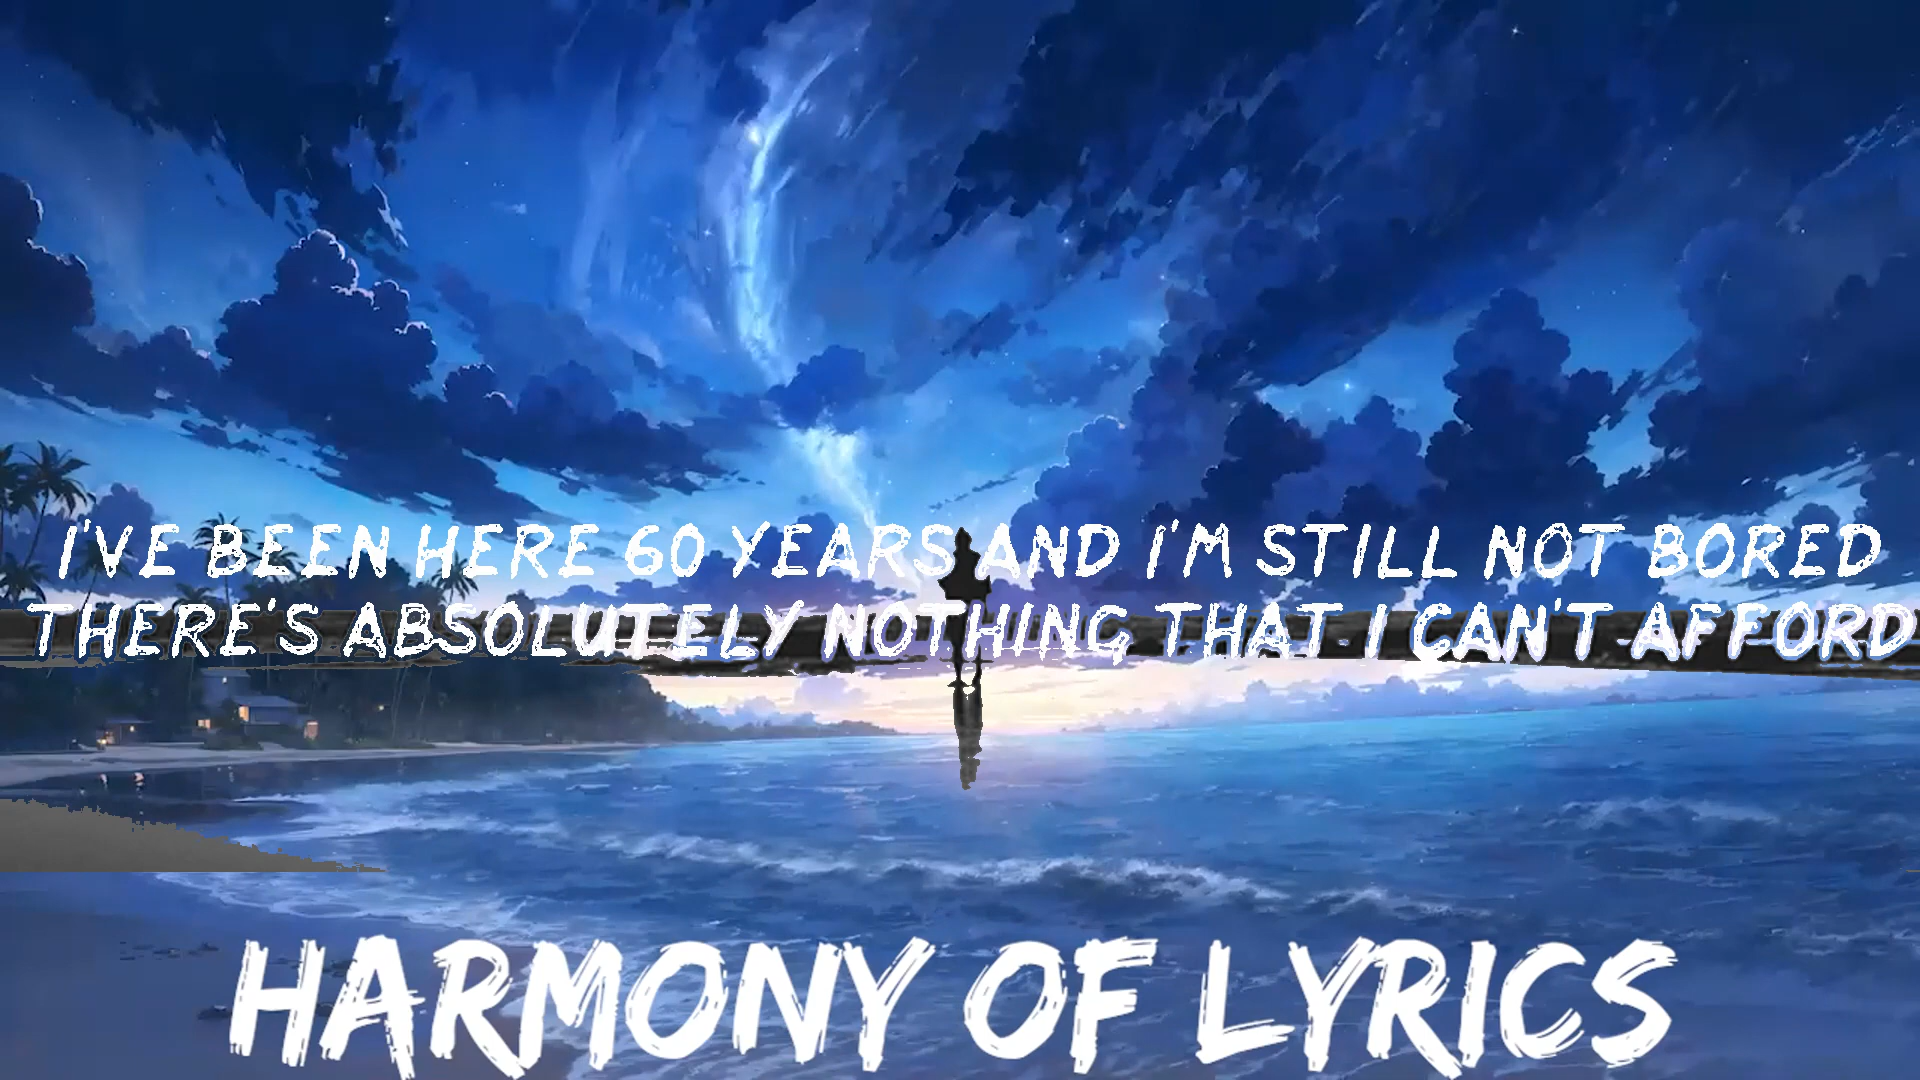 I'VE BEEN HERE 60 YEARS AND I'M STILL NOT BORED
THERE'S ABSOLUTELY NOTHING THAT I CAN'T AFFORD
HARMONY OF LYRICS